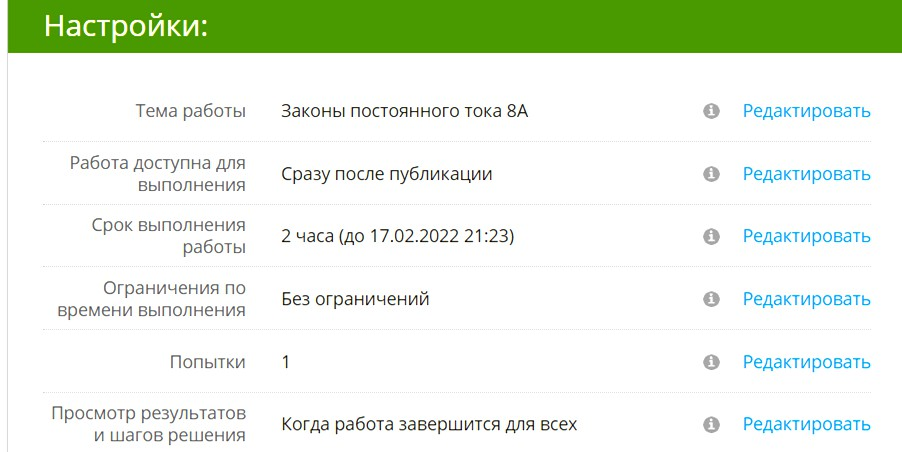 Настройки:
Тема работы Законы постоянного тока 8А Редактировать
Работа доступна для
выполнения Сразу после публикации Редактировать
Срок выполнения
работы 2 часа (до 17.02.2022 21:23) Редактировать
Ограничения по
времени выполнения Без ограничений Редактировать
Попытки 1 Редактировать
Просмотр результатов
и шагов решения Когда работа завершится для всех Редактировать